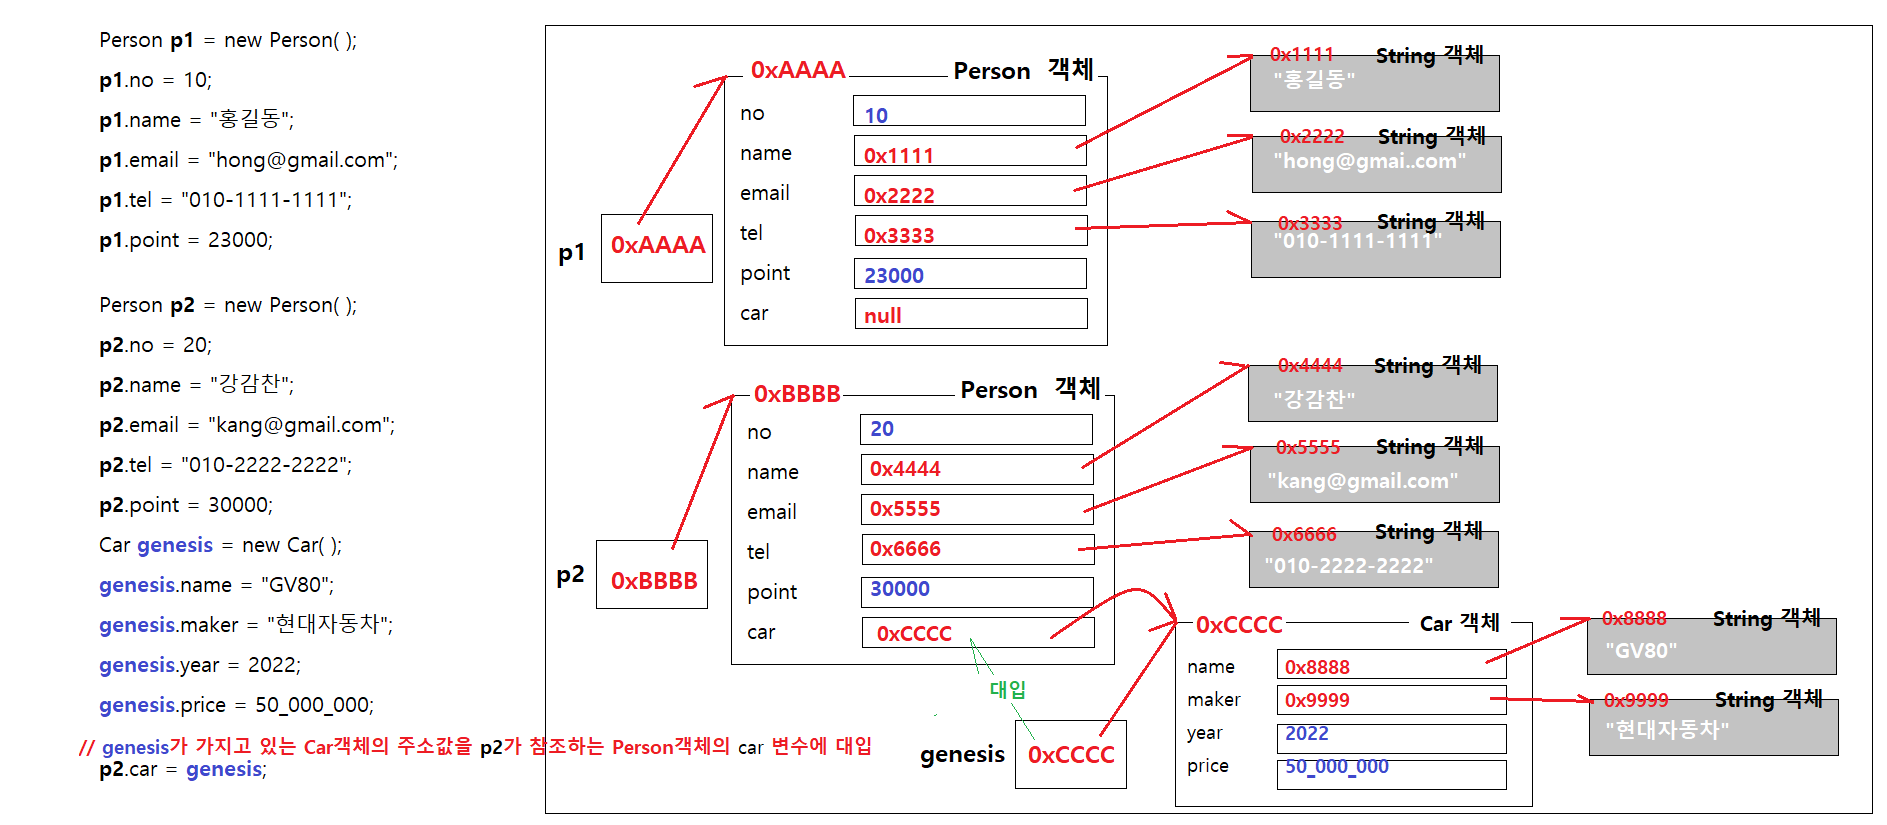 Person p1 = new Person( );
p1.no = 10;
p1.name = "홍길동";
p1.email = "hong@gmail.com";
p1.tel = "010-1111-1111";
p1.point = 23000;
Person p2 = new Person( );
p2.no = 20;
p2.name = "강감찬";
p2.email = "kang@gmail.com";
p2.tel = "010-2222-2222";
p2.point = 30000;
Car genesis = new Car( );
genesis.name = "GV80";
genesis.maker = "현대자동차";
genesis.year = 2022;
genesis.price = 50_000_000;
// genesis가 가지고 있는 Car객체의 주소값을 p2가 참조하는 Person객체의 car 변수에 대입
p2.car = genesis;
p1
0xAAAA
0xAAAA Person 객체
no 10
name 0x1111
email 0x2222
tel 0x3333
point 23000
car null
0x1111 String 객체
"홍길동"
0x2222 String 객체
"hong@gmai..com"
0x3333 String 객체
"010-1111-1111"
p2
0xBBBB
0xBBBB Person 객체
no 20
name 0x4444
email 0x5555
tel 0x6666
point 30000
car 0xCCCC
0x4444 String 객체
"강감찬"
0x5555 String 객체
"kang@gmail.com"
0x6666 String 객체
"010-2222-2222"
대입
genesis 0xCCCC
0xCCCC Car 객체
name 0x8888
maker 0x9999
year 2022
price 50_000_000
0x8888 String 객체
"GV80"
0x9999 String 객체
"현대자동차"